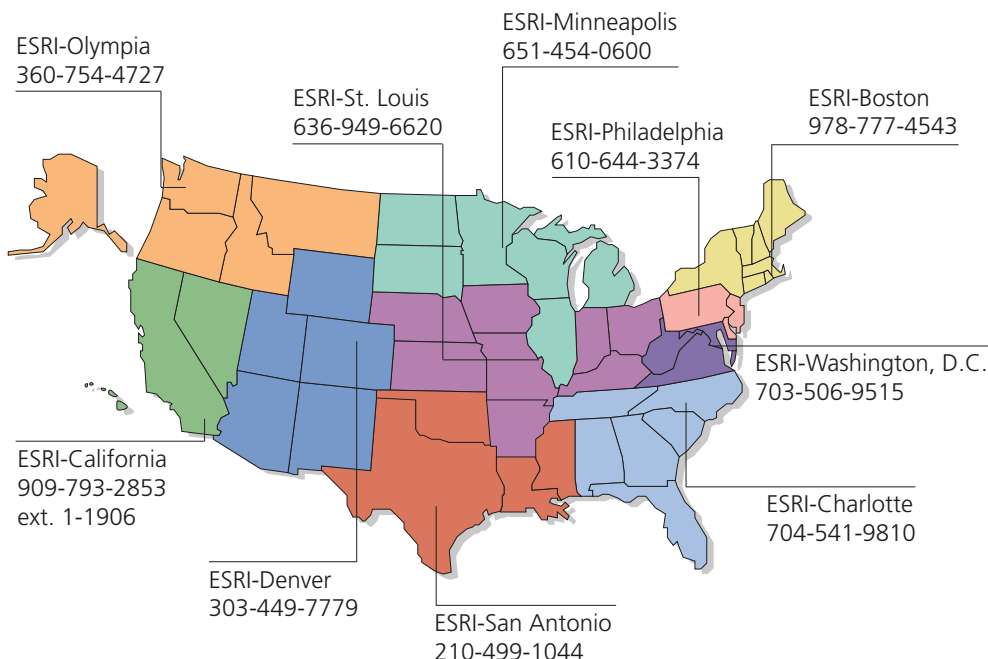 ESRI-Minneapolis
651-454-0600
ESRI-Olympia
360-754-4727
ESRI-St. Louis
636-949-6620
ESRI-Boston
978-777-4543
ESRI-Philadelphia
610-644-3374
ESRI-Washington, D.C.
703-506-9515
ESRI-California
909-793-2853
ext. 1-1906
ESRI-Charlotte
704-541-9810
ESRI-Denver
303-449-7779
ESRI-San Antonio
210-499-1044